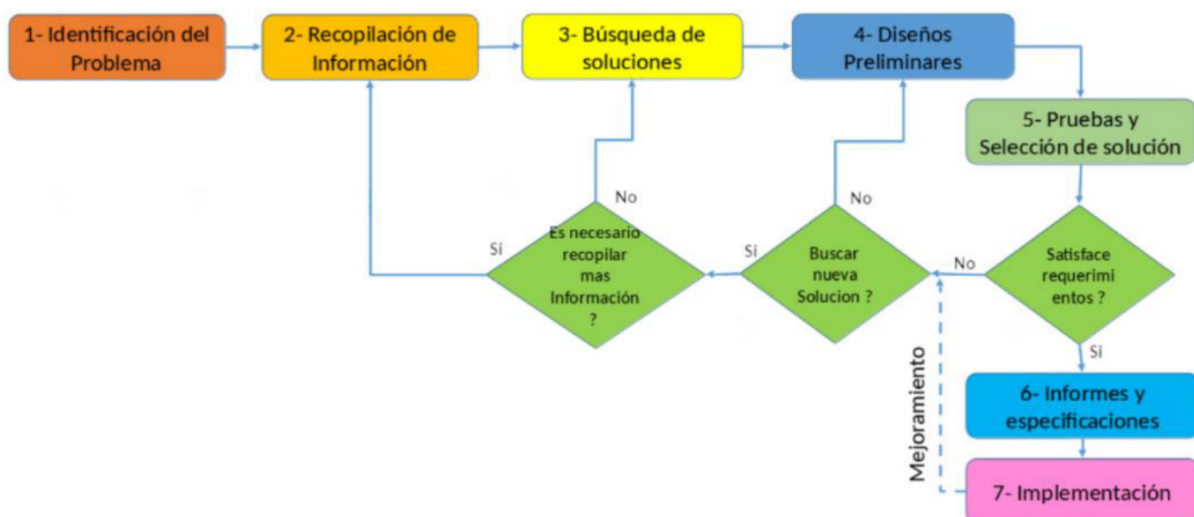 1- Identificación del
Problema
2- Recopilación de
Información
3- Búsqueda de
soluciones
4- Diseños
Preliminares
5- Pruebas y
Selección de solución
No
No
Es necesario
recopilar
mas
Información
?
Si
Buscar
nueva
Solucion ?
Si
No
Satisface
requerimi
entos ?
Si
Mejoramiento
6- Informes y
especificaciones
7- Implementación